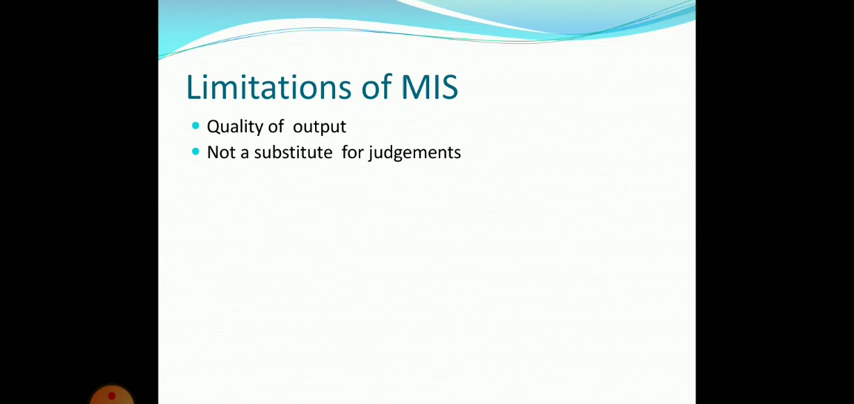 Limitations of MIS
Quality of output
Not a substitute for judgements